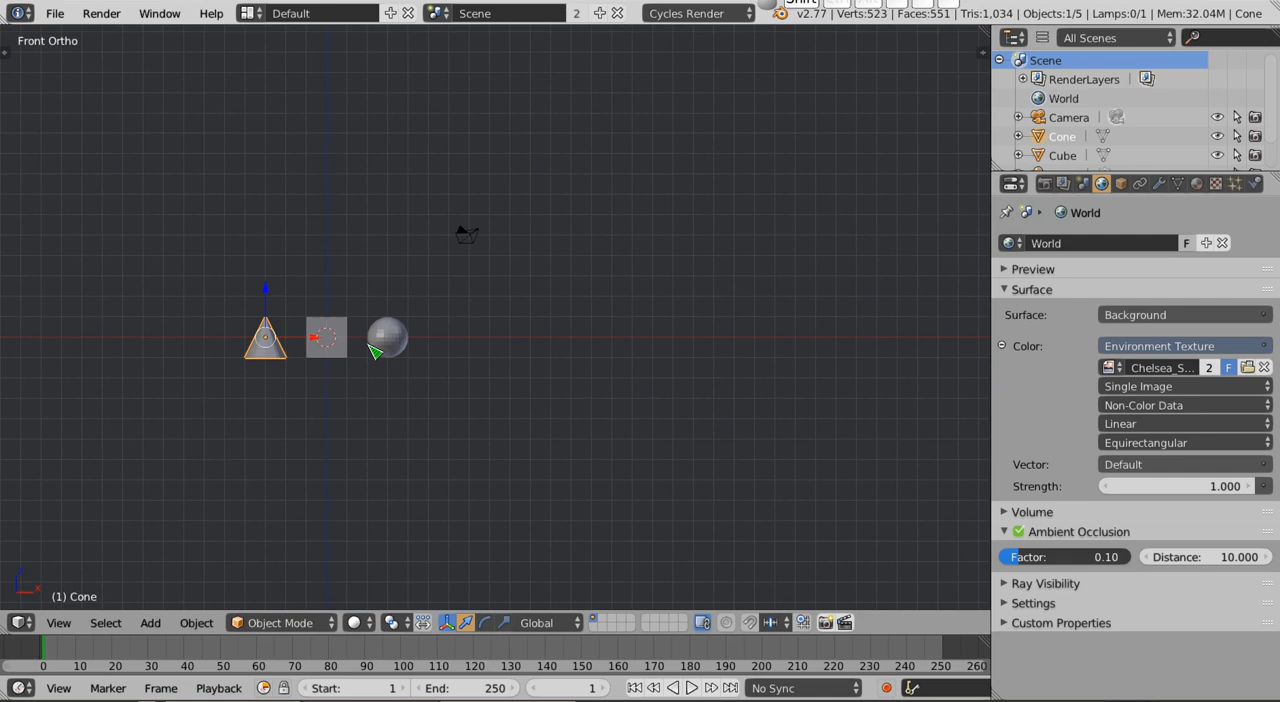 File Render Window Help Default Scene 2 Cycles Render v2.77 | Verts:523 | Faces:551 | Tris:1,034 | Objects:1/5 | Lamps:0/1 | Mem:32.04M | Cone
Shift
Front Ortho
All Scenes
Scene
RenderLayers
World
Camera
Cone
Cube
World
World F
Preview
Surface
Surface: Background
Color: Environment Texture
Chelsea_S... 2 F
Single Image
Non-Color Data
Linear
Equirectangular
Vector: Default
Strength: 1.000
Volume
Ambient Occlusion
Factor: 0.10 Distance: 10.000
Ray Visibility
Settings
Custom Properties
z
x
(1) Cone
View Select Add Object Object Mode Global
0 10 20 30 40 50 60 70 80 90 100 110 120 130 140 150 160 170 180 190 200 210 220 230 240 250 260
View Marker Frame Playback Start: 1 End: 250 1 No Sync